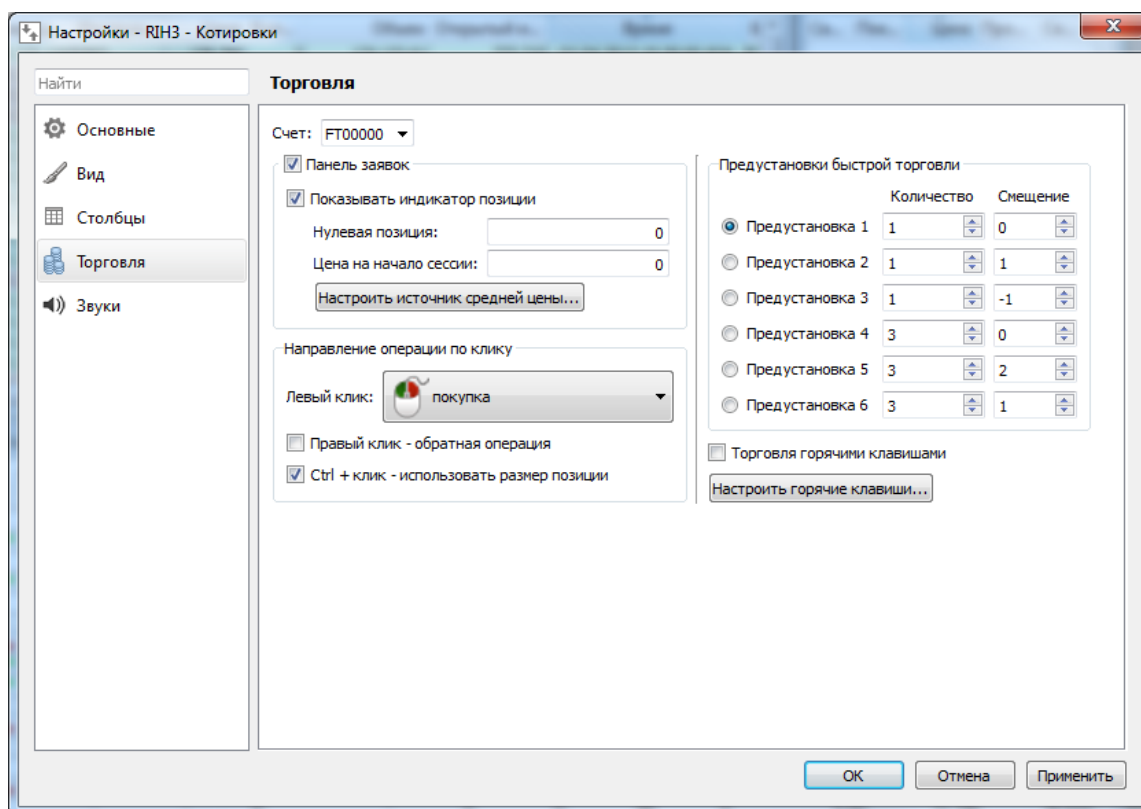 Настройки - RIH3 - Котировки
Найти
Основные
Вид
Столбцы
Торговля
Звуки
Торговля
Счет: FT00000
Панель заявок
Показывать индикатор позиции
Нулевая позиция: 0
Цена на начало сессии: 0
Настроить источник средней цены...
Направление операции по клику
Левый клик: покупка
Правый клик - обратная операция
Ctrl + клик - использовать размер позиции
Предустановки быстрой торговли
Количество Смещение
Предустановка 1 1 0
Предустановка 2 1 1
Предустановка 3 1 -1
Предустановка 4 3 0
Предустановка 5 3 2
Предустановка 6 3 1
Торговля горячими клавишами
Настроить горячие клавиши...
OK Отмена Применить